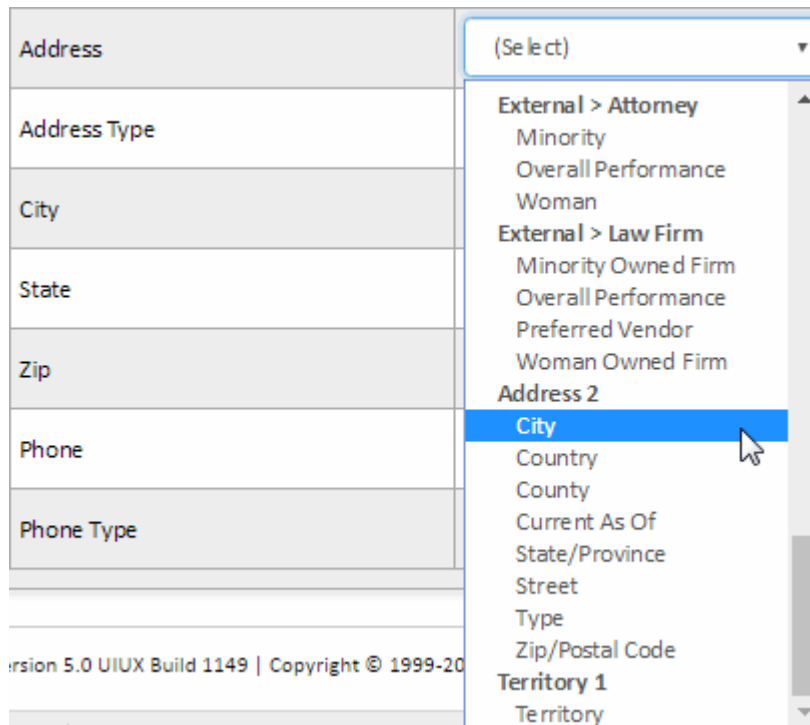 Address
Address Type
City
State
Zip
Phone
Phone Type
(Select)
External > Attorney
Minority
Overall Performance
Woman
External > Law Firm
Minority Owned Firm
Overall Performance
Preferred Vendor
Woman Owned Firm
Address 2
City
Country
County
Current As Of
State/Province
Street
Type
Zip/Postal Code
Territory 1
Territory
5.0 UIUX Build 1149 | Copyright © 1999-20